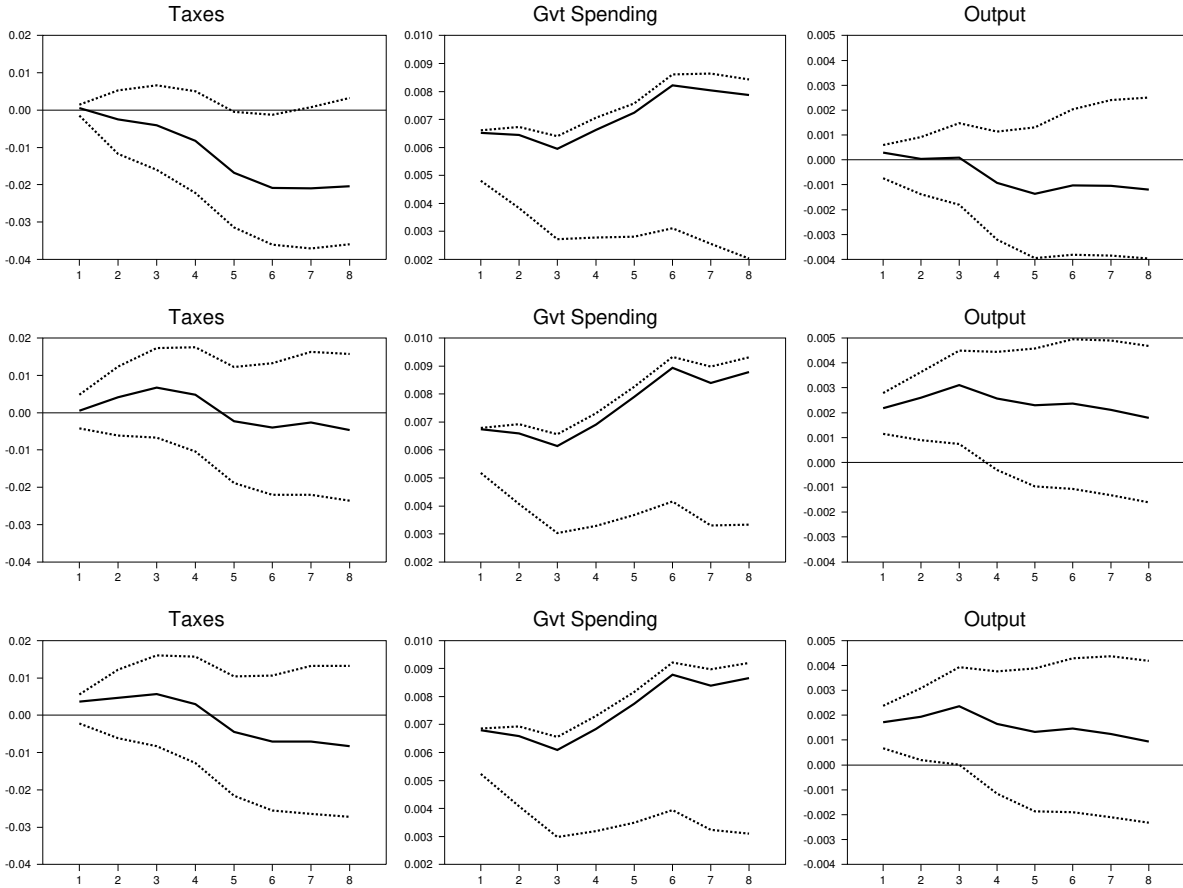 Taxes Gvt Spending Output
0.02 0.010 0.005
0.01 0.009 0.004
0.00 0.008 0.003
-0.01 0.007 0.002
-0.02 0.006 0.001
-0.03 0.005 0.000
-0.04 0.004 -0.001
0.003 -0.002
0.002 -0.003
-0.004
1 2 3 4 5 6 7 8 1 2 3 4 5 6 7 8 1 2 3 4 5 6 7 8
Taxes Gvt Spending Output
0.02 0.010 0.005
0.01 0.009 0.004
0.00 0.008 0.003
-0.01 0.007 0.002
-0.02 0.006 0.001
-0.03 0.005 0.000
-0.04 0.004 -0.001
0.003 -0.002
0.002 -0.003
-0.004
1 2 3 4 5 6 7 8 1 2 3 4 5 6 7 8 1 2 3 4 5 6 7 8
Taxes Gvt Spending Output
0.02 0.010 0.005
0.01 0.009 0.004
0.00 0.008 0.003
-0.01 0.007 0.002
-0.02 0.006 0.001
-0.03 0.005 0.000
-0.04 0.004 -0.001
0.003 -0.002
0.002 -0.003
-0.004
1 2 3 4 5 6 7 8 1 2 3 4 5 6 7 8 1 2 3 4 5 6 7 8